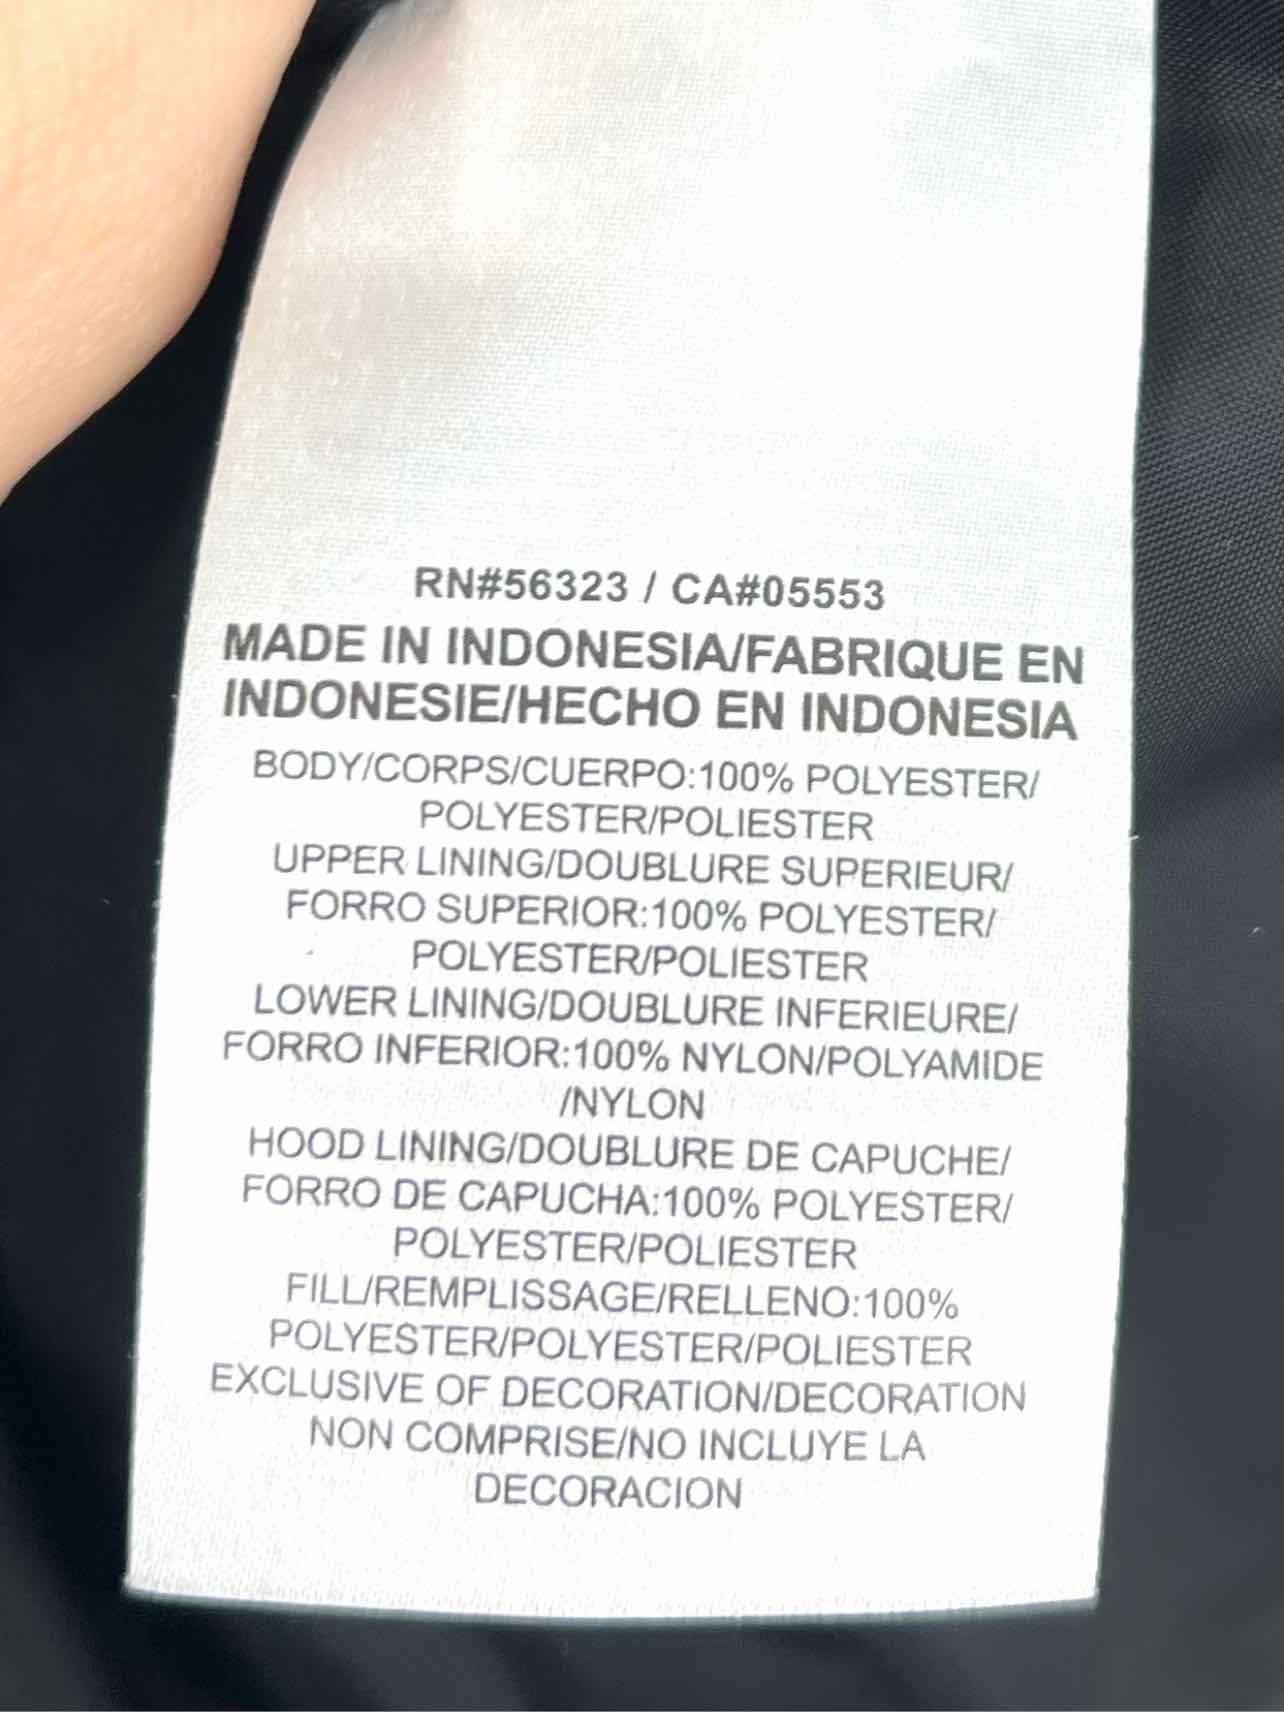 RN#56323 / CA#05553
MADE IN INDONESIA/FABRIQUE EN
INDONESIE/HECHO EN INDONESIA
BODY/CORPS/CUERPO:100% POLYESTER/
POLYESTER/POLIESTER
UPPER LINING/DOUBLURE SUPERIEUR/
FORRO SUPERIOR:100% POLYESTER/
POLYESTER/POLIESTER
LOWER LINING/DOUBLURE INFERIEURE/
FORRO INFERIOR:100% NYLON/POLYAMIDE
/NYLON
HOOD LINING/DOUBLURE DE CAPUCHE/
FORRO DE CAPUCHA:100% POLYESTER/
POLYESTER/POLIESTER
FILL/REMPLISSAGE/RELLENO:100%
POLYESTER/POLYESTER/POLIESTER
EXCLUSIVE OF DECORATION/DECORATION
NON COMPRISE/NO INCLUYE LA
DECORACION